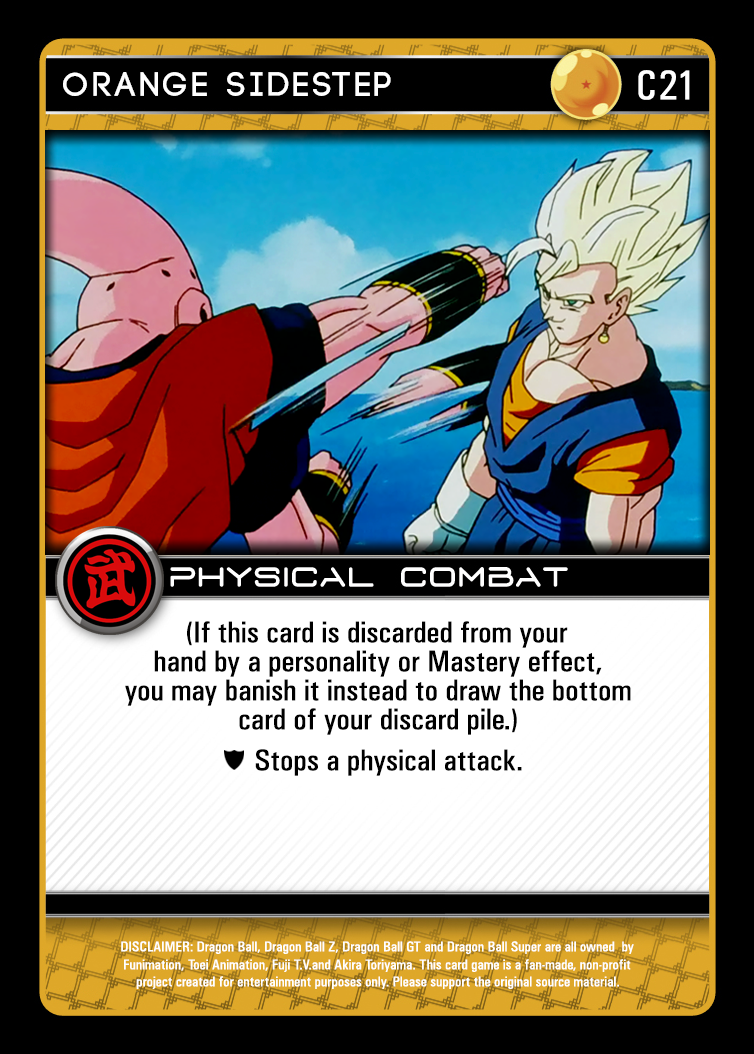 ORANGE SIDESTEP
C21
武
PHYSICAL COMBAT
(If this card is discarded from your
hand by a personality or Mastery effect,
you may banish it instead to draw the bottom
card of your discard pile.)
Stops a physical attack.
DISCLAIMER: Dragon Ball, Dragon Ball Z, Dragon Ball GT and Dragon Ball Super are all owned by
Funimation, Toei Animation, Fuji T.V.and Akira Toriyama. This card game is a fan-made, non-profit
project created for entertainment purposes only. Please support the original source material.